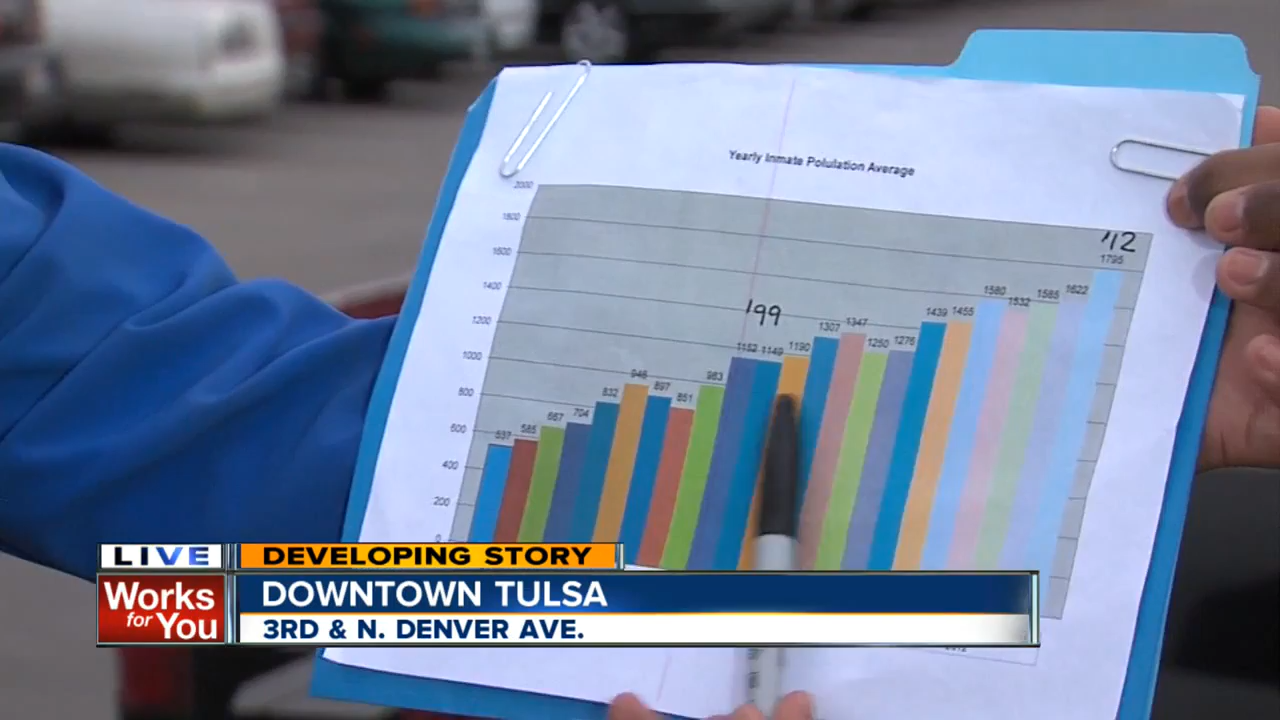 Yearly Inmate Polulation Average
2000
1800
1600
1400
1200
1000
800
600
400
200
0
537 585 667 704 832 946 897 851 983 1152 1149 1190 1307 1347 1250 1276 1439 1455 1580 1532 1585 1622 1795
'99
'12
2012
LIVE DEVELOPING STORY
Works for You
DOWNTOWN TULSA
3RD & N. DENVER AVE.